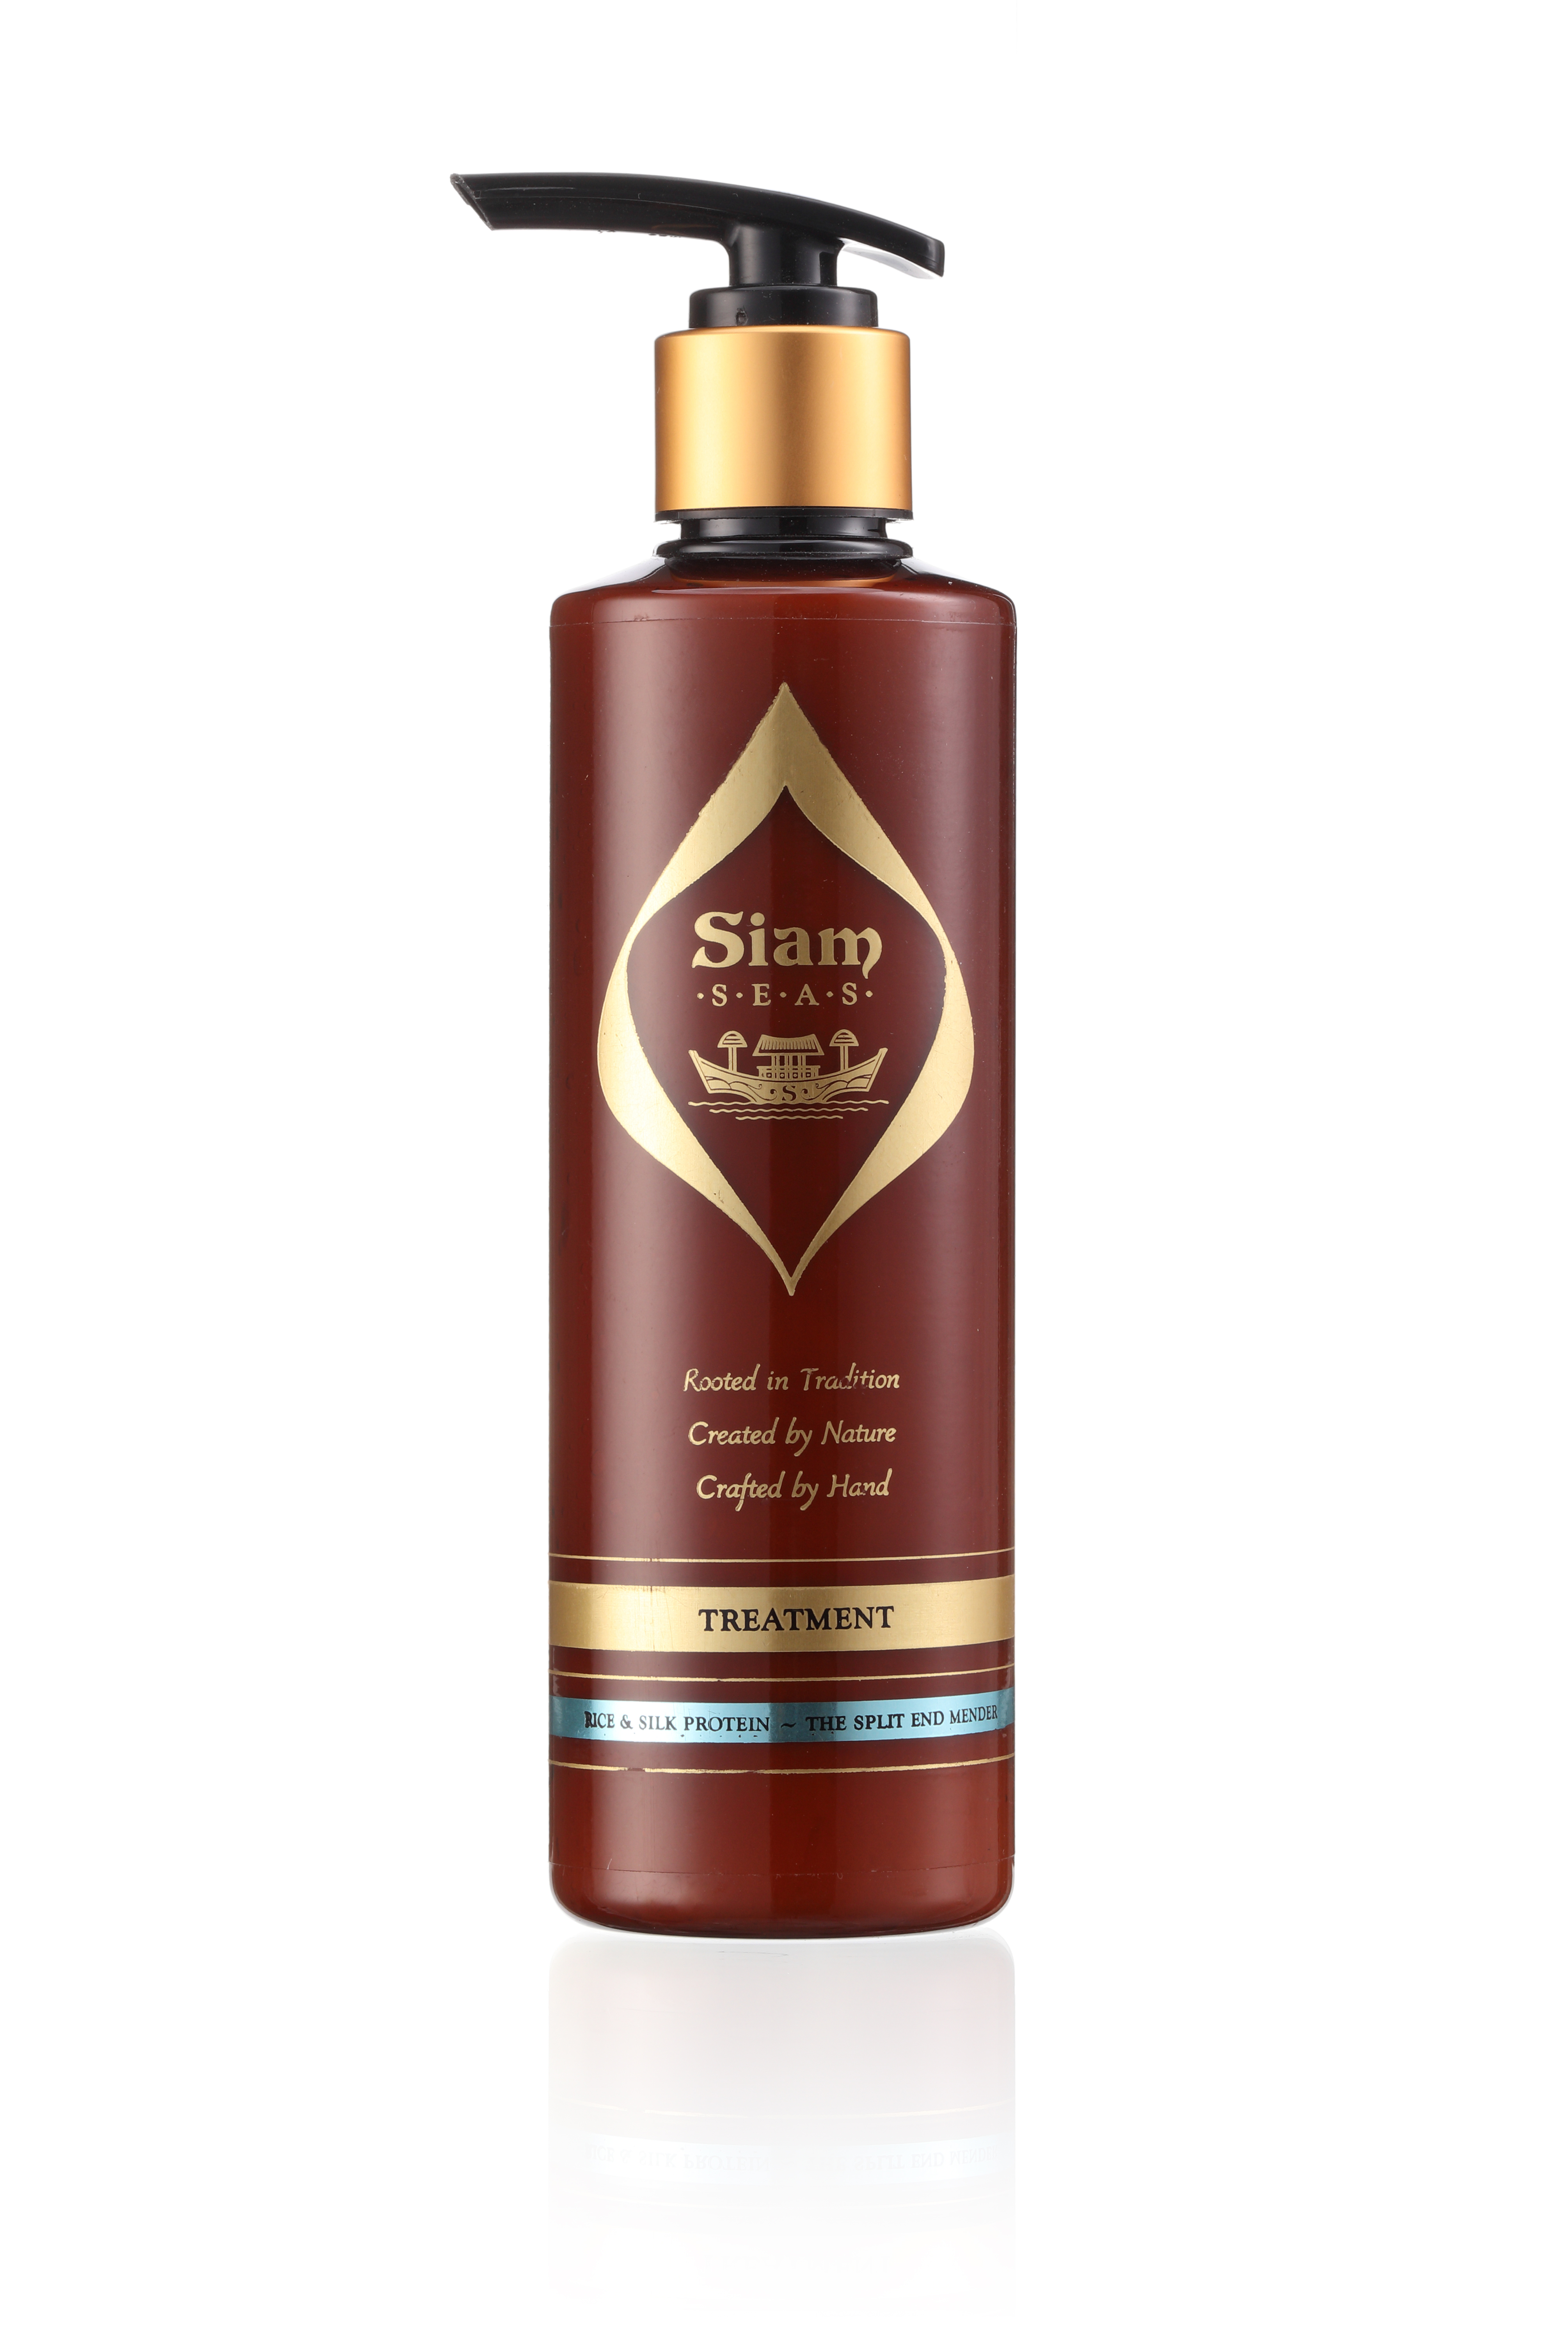 Siam
·S·E·A·S·
S
Rooted in Tradition
Created by Nature
Crafted by Hand
TREATMENT
RICE & SILK PROTEIN ~ THE SPLIT END MENDER